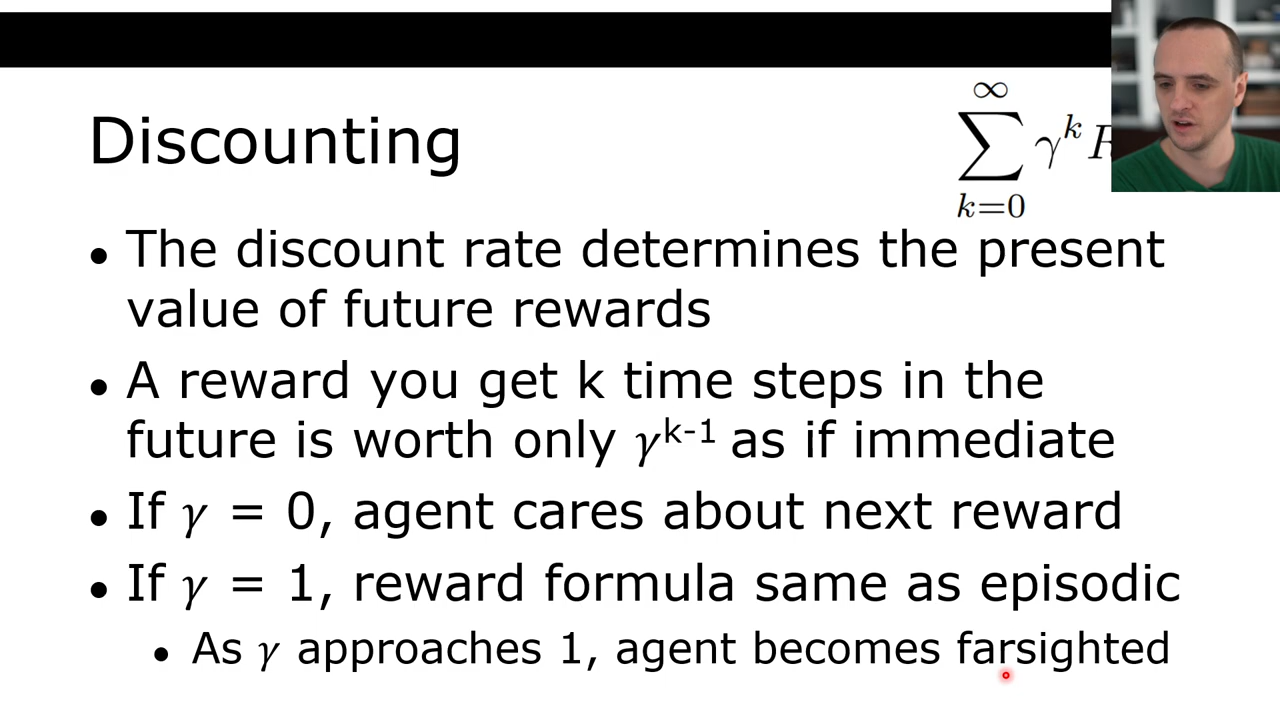 Discounting
∞
∑ γ^k R
k=0
• The discount rate determines the present
value of future rewards
• A reward you get k time steps in the
future is worth only γ^k-1 as if immediate
• If γ = 0, agent cares about next reward
• If γ = 1, reward formula same as episodic
• As γ approaches 1, agent becomes farsighted